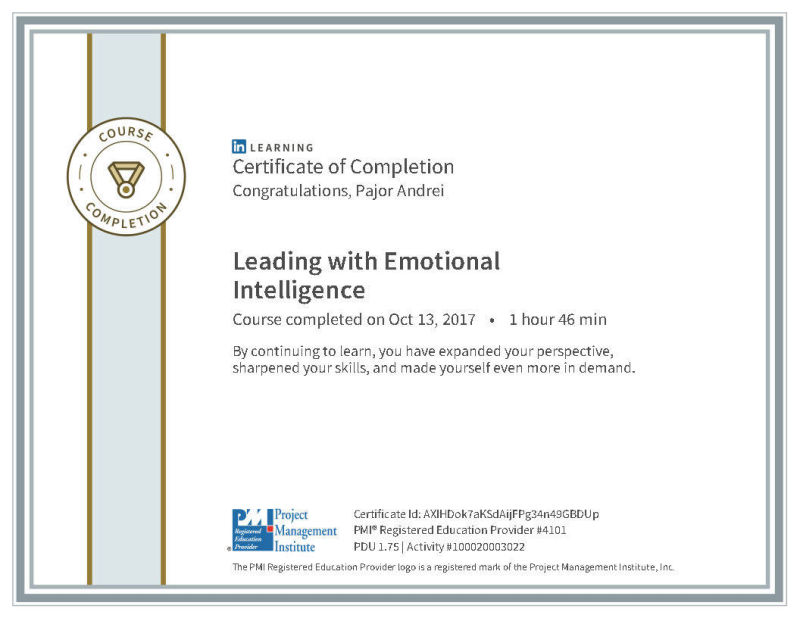 COURSE
COMPLETION
in LEARNING
Certificate of Completion
Congratulations, Pajor Andrei
Leading with Emotional
Intelligence
Course completed on Oct 13, 2017 • 1 hour 46 min
By continuing to learn, you have expanded your perspective,
sharpened your skills, and made yourself even more in demand.
PMI
Registered
Education
Provider
®
Project
Management
Institute
Certificate Id: AXIHDok7aKSdAijFPg34n49GBDUp
PMI® Registered Education Provider #4101
PDU 1.75 | Activity #100020003022
The PMI Registered Education Provider logo is a registered mark of the Project Management Institute, Inc.